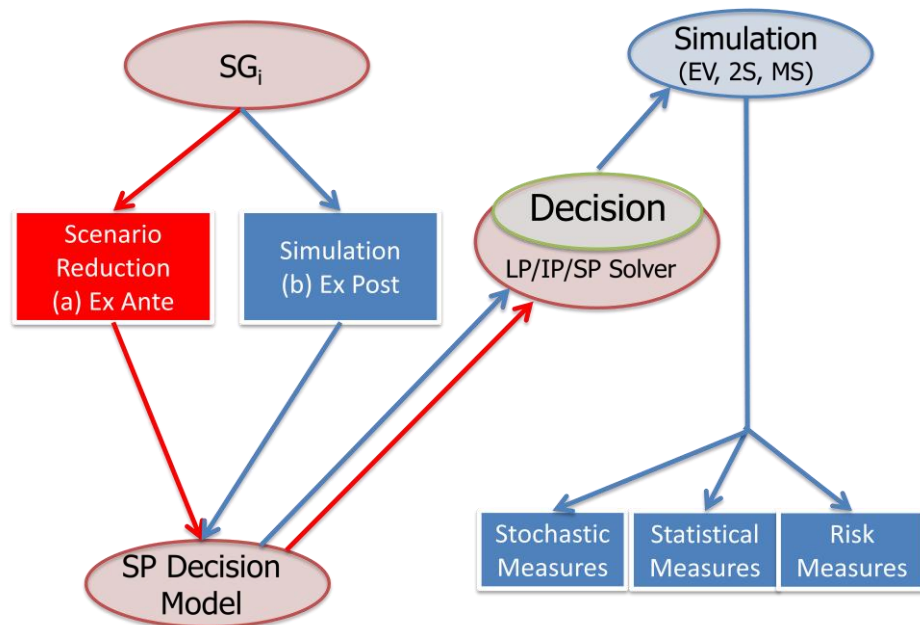 SGi
Scenario
Reduction
(a) Ex Ante
Simulation
(b) Ex Post
SP Decision
Model
Decision
LP/IP/SP Solver
Simulation
(EV, 2S, MS)
Stochastic
Measures
Statistical
Measures
Risk
Measures